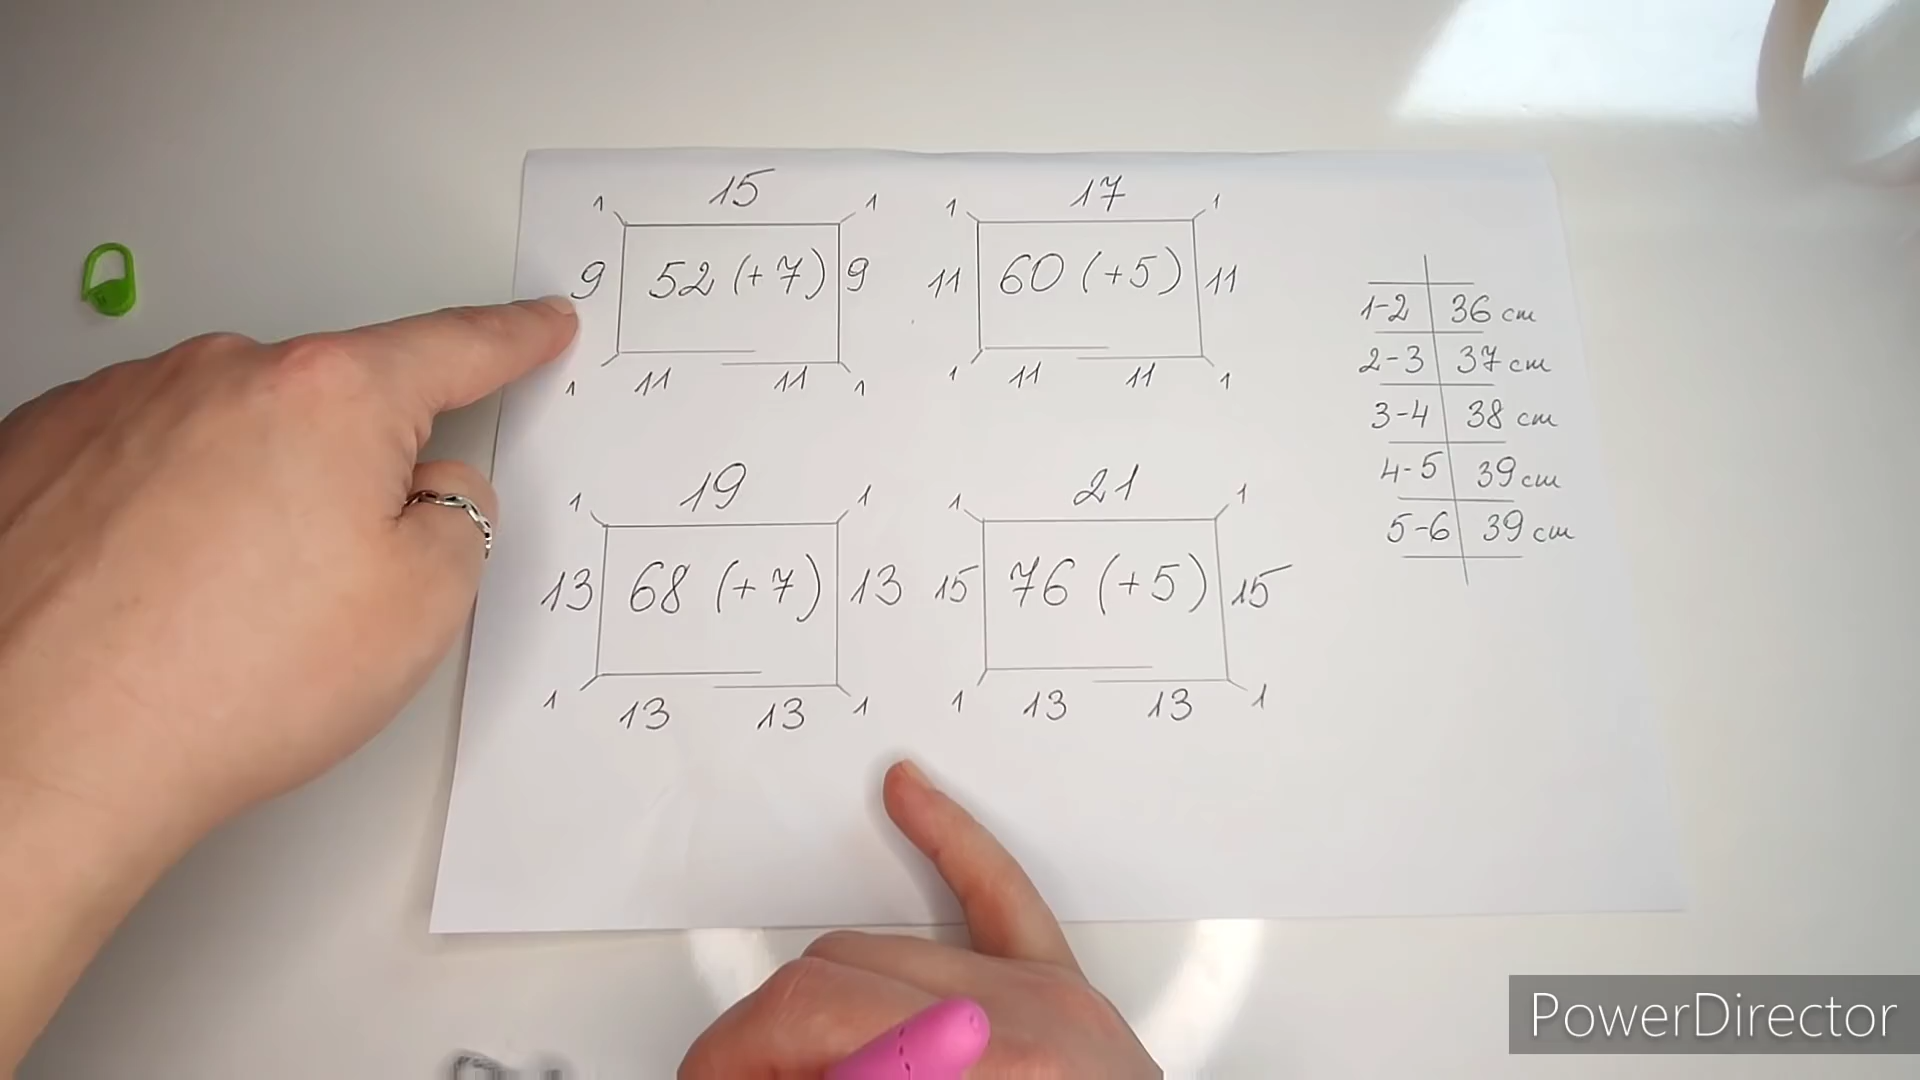 15
1 1
9 52 (+7) 9
1 11 11 1
17
1 1
11 60 (+5) 11
1 11 11 1
19
1 1
13 68 (+7) 13
1 13 13 1
21
1 1
15 76 (+5) 15
1 13 13 1
1-2 36 cm
2-3 37 cm
3-4 38 cm
4-5 39 cm
5-6 39 cm
PowerDirector